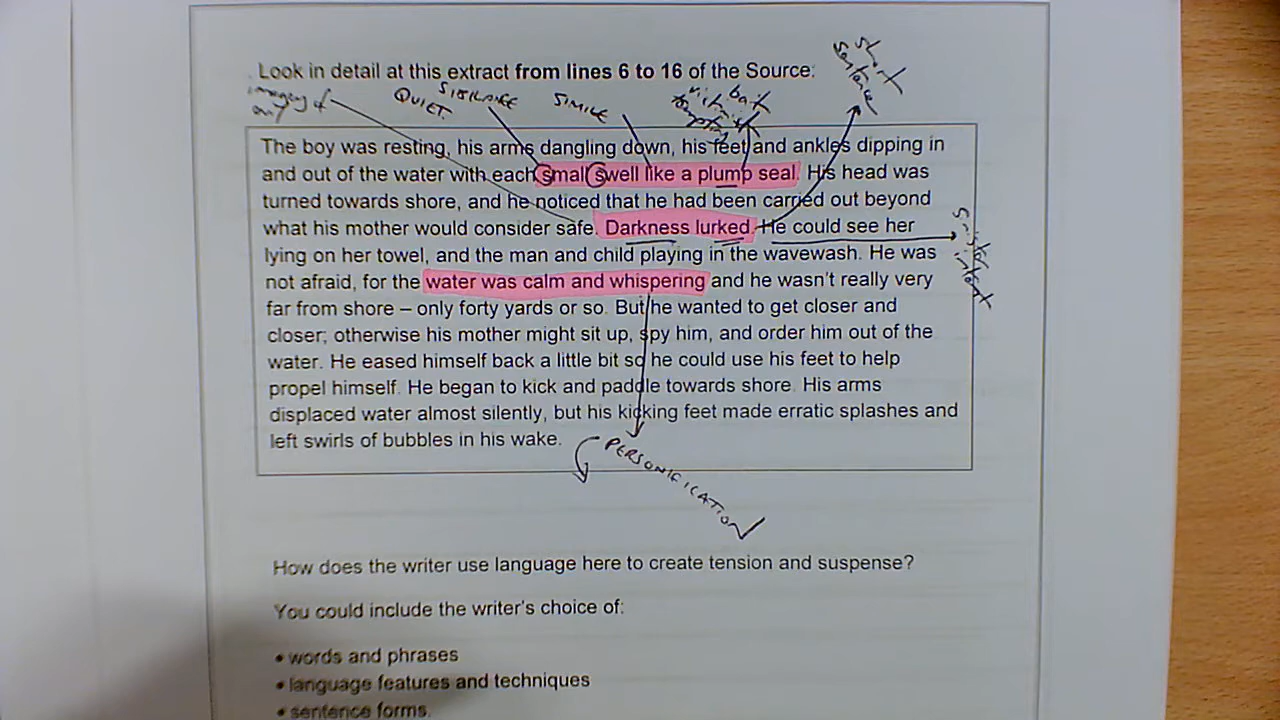 Look in detail at this extract from lines 6 to 16 of the Source:
short
sentence
imagery of
QUIET.
SIBILANCE
SIMILE
victim is
tempting
bait
The boy was resting, his arms dangling down, his feet and ankles dipping in
and out of the water with each small swell like a plump seal. His head was
turned towards shore, and he noticed that he had been carried out beyond
what his mother would consider safe. Darkness lurked. He could see her
lying on her towel, and the man and child playing in the wavewash. He was
not afraid, for the water was calm and whispering and he wasn't really very
far from shore – only forty yards or so. But he wanted to get closer and
closer; otherwise his mother might sit up, spy him, and order him out of the
water. He eased himself back a little bit so he could use his feet to help
propel himself. He began to kick and paddle towards shore. His arms
displaced water almost silently, but his kicking feet made erratic splashes and
left swirls of bubbles in his wake.
sinister
intent
PERSONIFICATION
How does the writer use language here to create tension and suspense?
You could include the writer's choice of:
• words and phrases
• language features and techniques
• sentence forms.